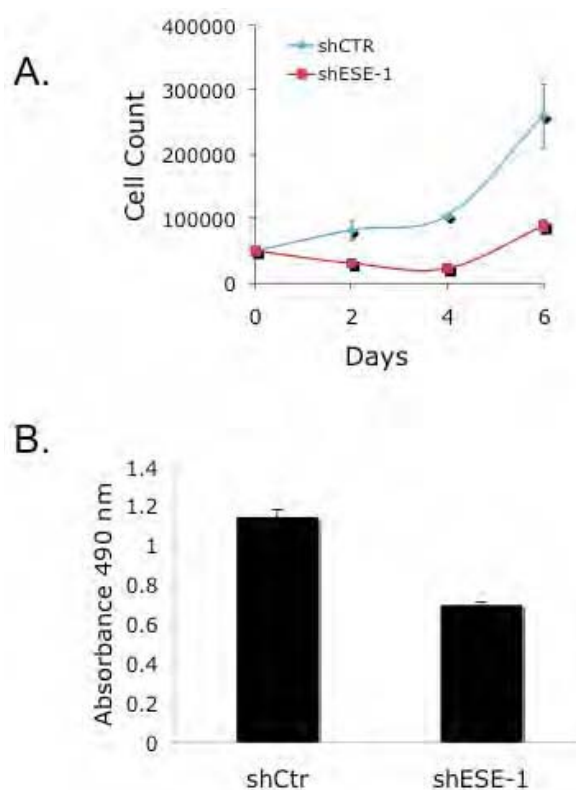 A.
Cell Count
400000
300000
200000
100000
0
shCTR
shESE-1
0 2 4 6
Days
B.
Absorbance 490 nm
1.4
1.2
1
0.8
0.6
0.4
0.2
0
shCtr shESE-1